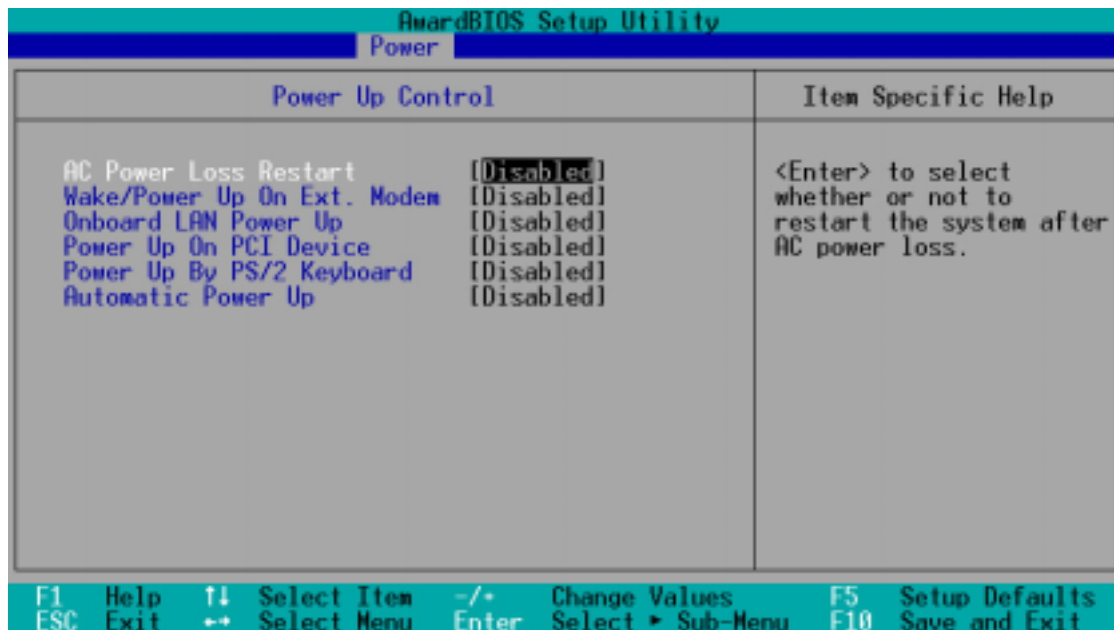 AwardBIOS Setup Utility
Power
Power Up Control
Item Specific Help
AC Power Loss Restart [Disabled]
Wake/Power Up On Ext. Modem [Disabled]
Onboard LAN Power Up [Disabled]
Power Up On PCI Device [Disabled]
Power Up By PS/2 Keyboard [Disabled]
Automatic Power Up [Disabled]
<Enter> to select
whether or not to
restart the system after
AC power loss.
F1 Help ↑↓ Select Item -/+ Change Values F5 Setup Defaults
ESC Exit ←→ Select Menu Enter Select ► Sub-Menu F10 Save and Exit